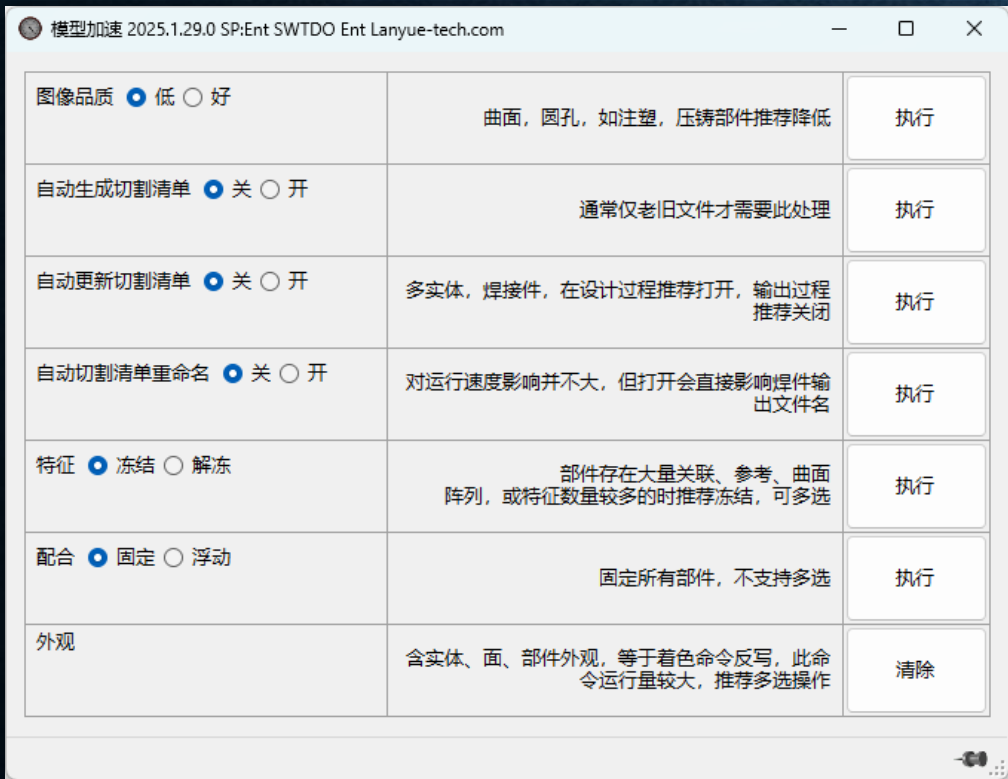 模型加速 2025.1.29.0 SP:Ent SWTDO Ent Lanyue-tech.com
图像品质 低 好
曲面，圆孔，如注塑，压铸部件推荐降低
执行
自动生成切割清单 关 开
通常仅老旧文件才需要此处理
执行
自动更新切割清单 关 开
多实体，焊接件，在设计过程推荐打开，输出过程
推荐关闭
执行
自动切割清单重命名 关 开
对运行速度影响并不大，但打开会直接影响焊件输
出文件名
执行
特征 冻结 解冻
部件存在大量关联、参考、曲面
阵列，或特征数量较多的时推荐冻结，可多选
执行
配合 固定 浮动
固定所有部件，不支持多选
执行
外观
含实体、面、部件外观，等于着色命令反写，此命
令运行量较大，推荐多选操作
清除